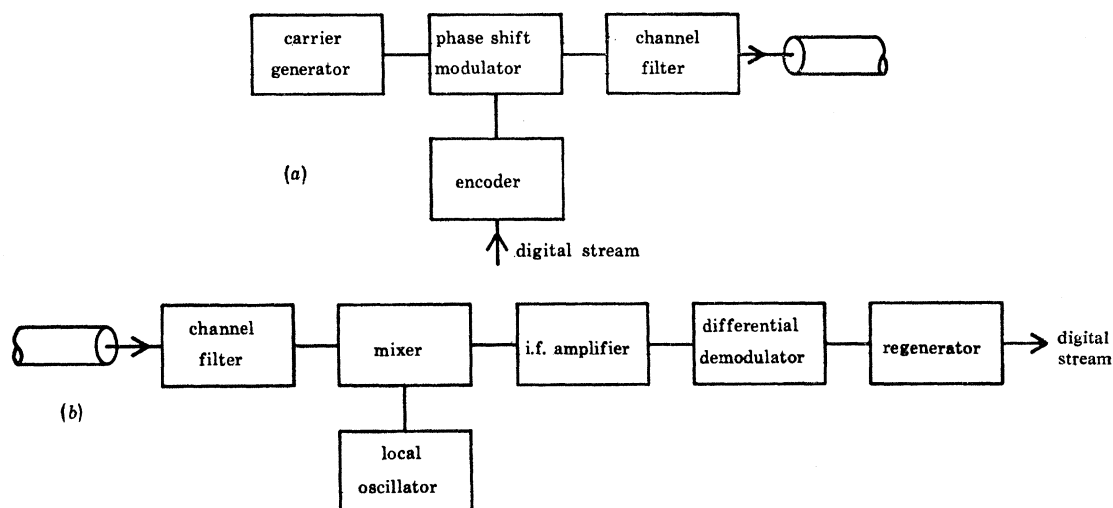 carrier
generator
phase shift
modulator
channel
filter
(a)
encoder
digital stream
channel
filter
mixer
i.f. amplifier
differential
demodulator
regenerator
digital
stream
(b)
local
oscillator